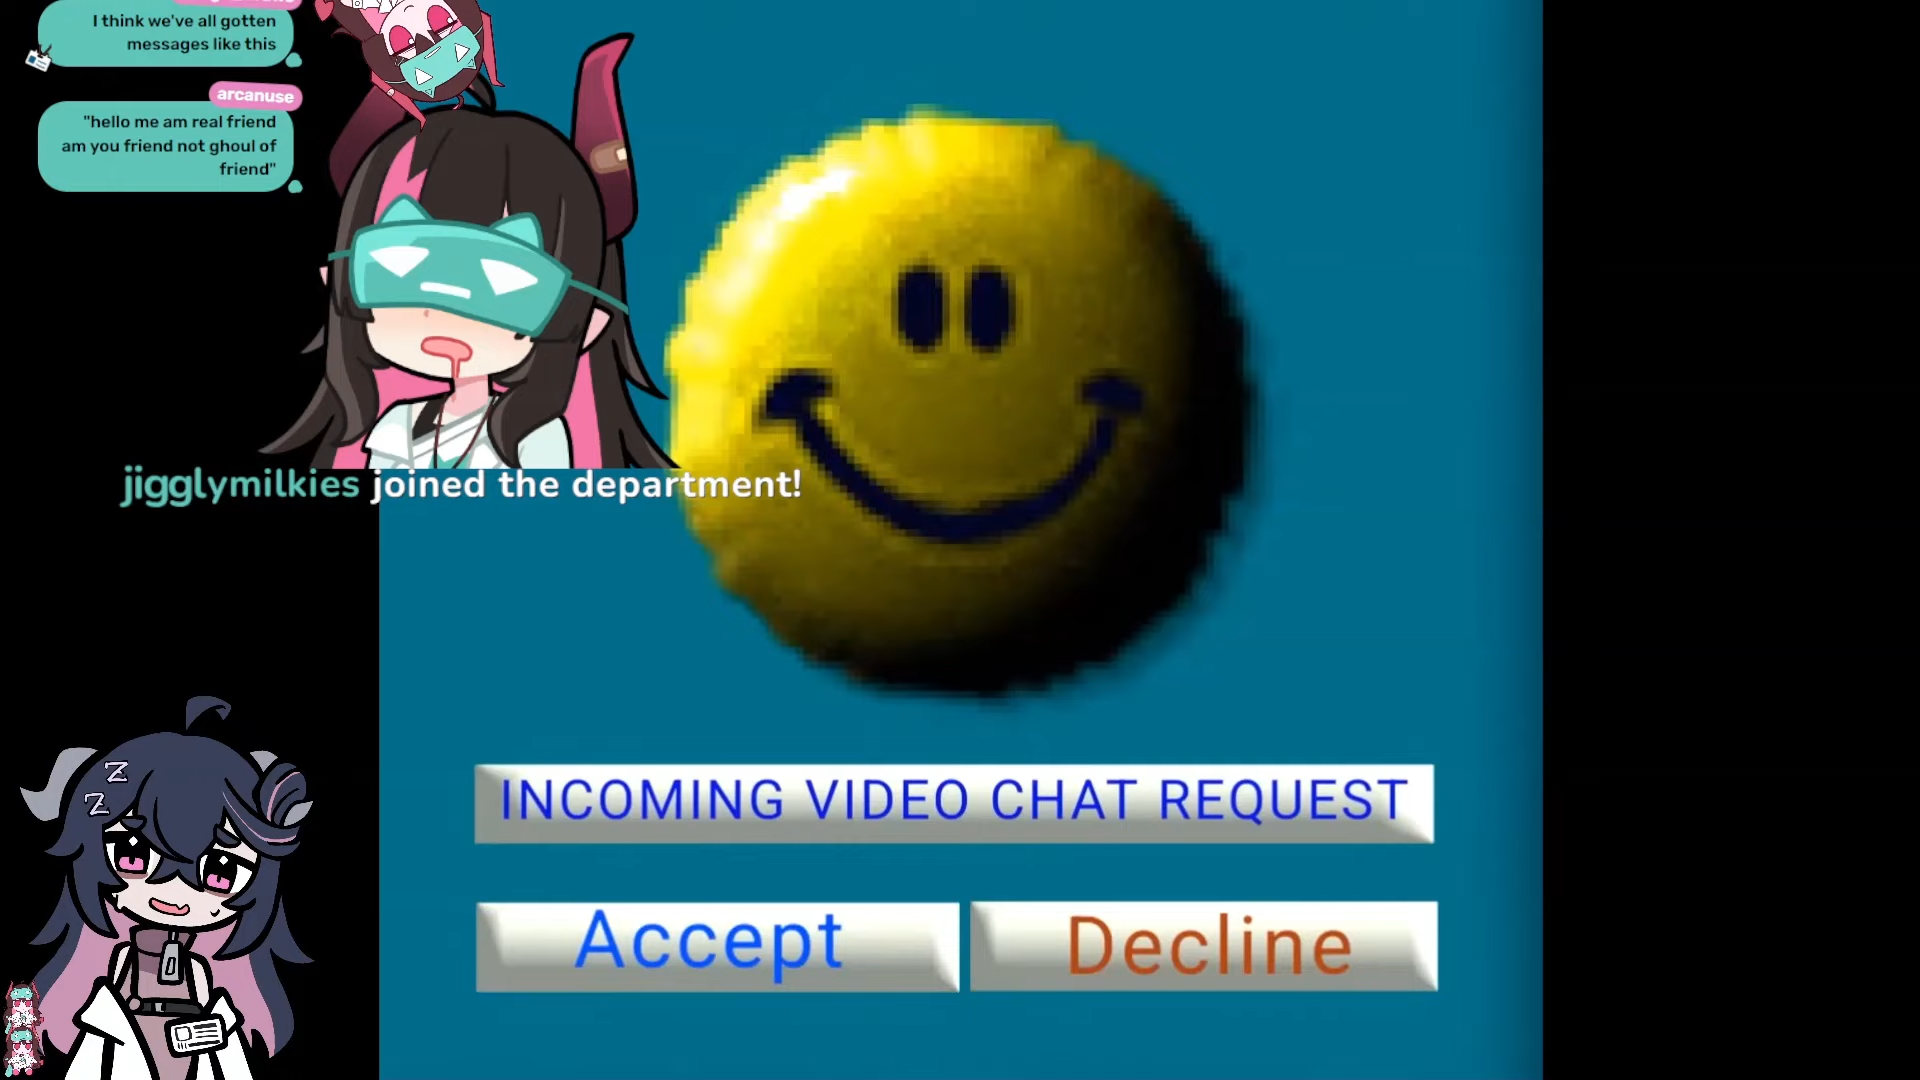 I think we've all gotten
messages like this
arcanuse
"hello me am real friend
am you friend not ghoul of
friend"
jigglymilkies joined the department!
INCOMING VIDEO CHAT REQUEST
Accept
Decline
Z
Z